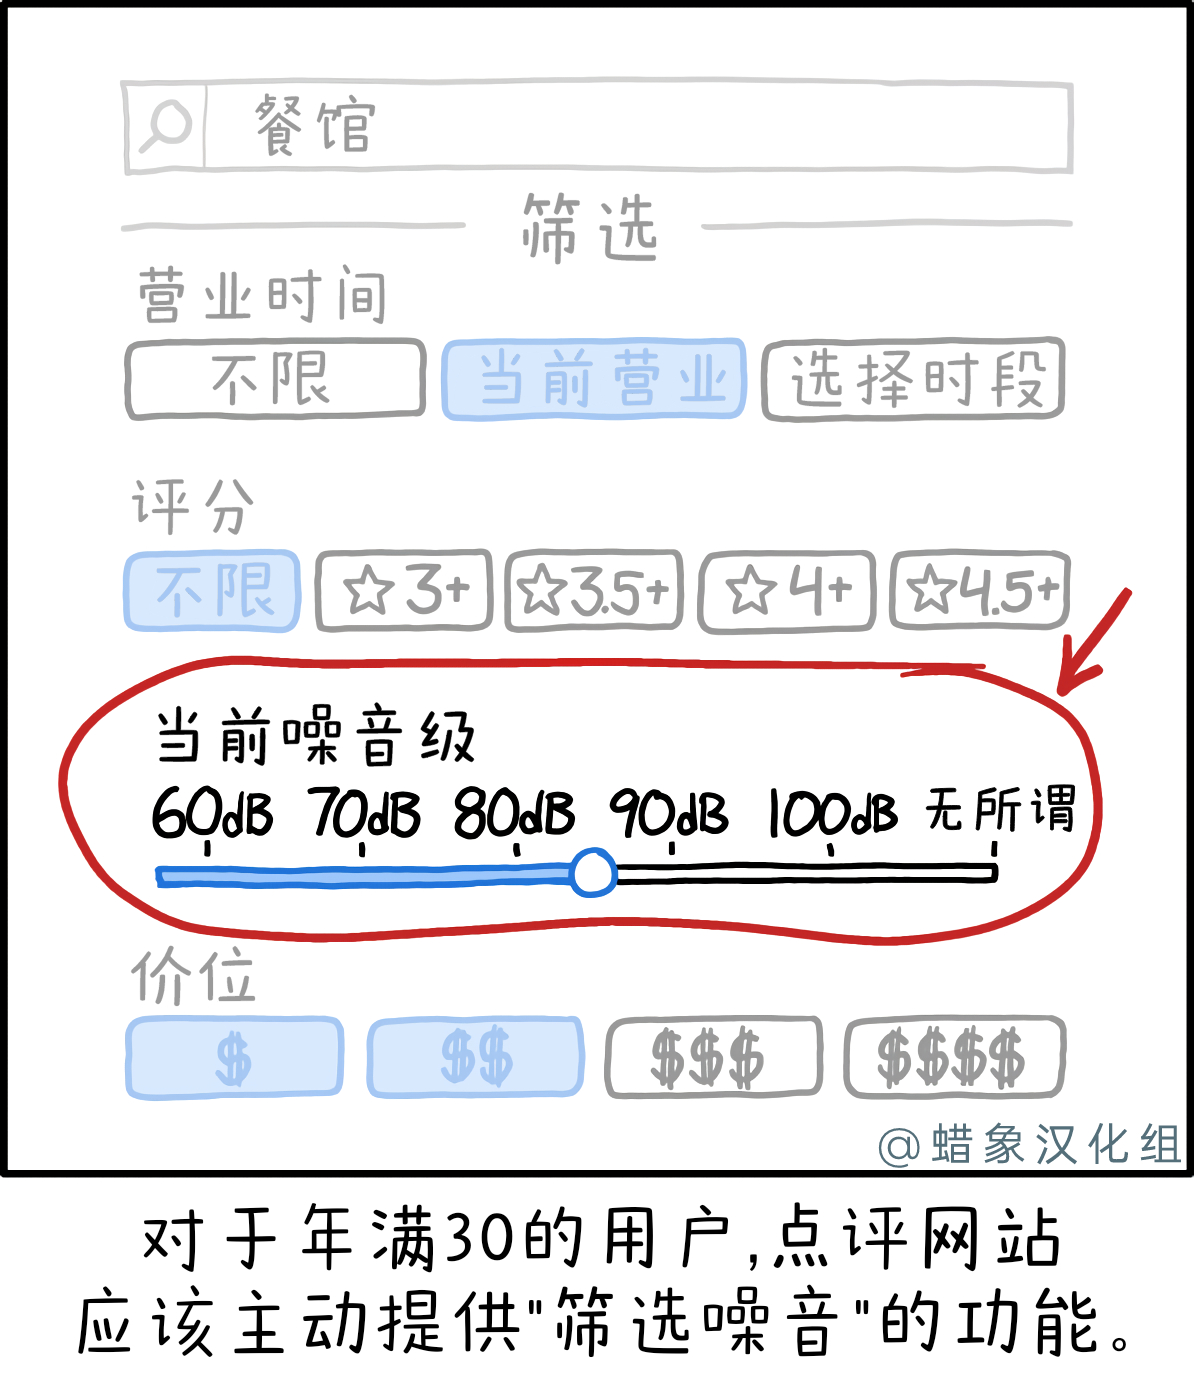 餐馆
筛选
营业时间
不限 当前营业 选择时段
评分
不限 ☆3+ ☆3.5+ ☆4+ ☆4.5+
当前噪音级
60dB 70dB 80dB 90dB 100dB 无所谓
价位
$ $$ $$$ $$$$
@蜡象汉化组
对于年满30的用户,点评网站
应该主动提供"筛选噪音"的功能。